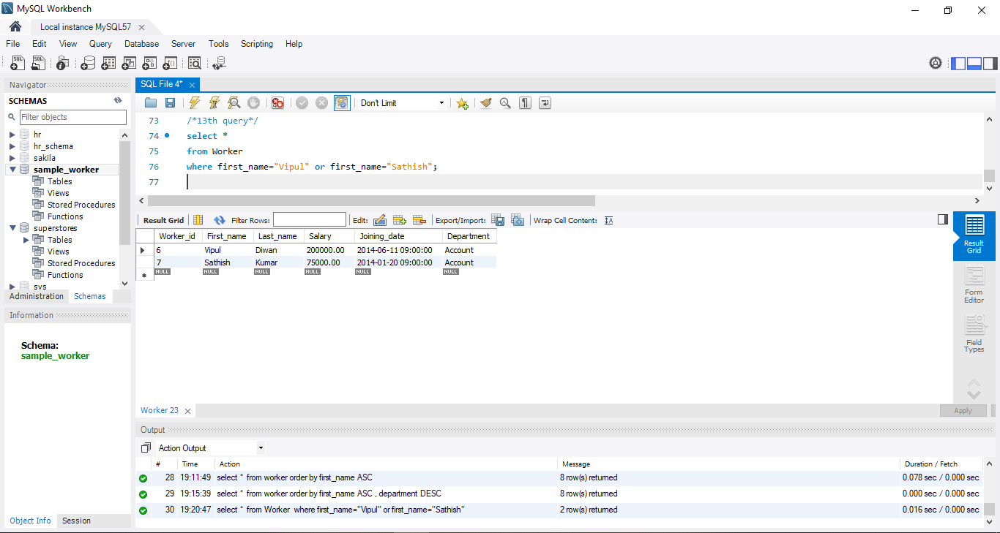 MySQL Workbench
Local instance MySQL57
File Edit View Query Database Server Tools Scripting Help
Navigator
SCHEMAS
Filter objects
hr
hr_schema
sakila
sample_worker
Tables
Views
Stored Procedures
Functions
superstores
Tables
Views
Stored Procedures
Functions
sys
Administration Schemas
Information
Schema:
sample_worker
Object Info Session
SQL File 4*
Don't Limit
73 /*13th query*/
74 select *
75 from Worker
76 where first_name="Vipul" or first_name="Sathish";
77
Result Grid Filter Rows: Edit: Export/Import: Wrap Cell Content:
Worker_id First_name Last_name Salary Joining_date Department
6 Vipul Diwan 200000.00 2014-06-11 09:00:00 Account
7 Sathish Kumar 75000.00 2014-01-20 09:00:00 Account
NULL NULL NULL NULL NULL NULL
Result
Grid
Form
Editor
Field
Types
Worker 23
Apply
Output
Action Output
# Time Action Message Duration / Fetch
28 19:11:49 select * from worker order by first_name ASC 8 row(s) returned 0.078 sec / 0.000 sec
29 19:15:39 select * from worker order by first_name ASC , department DESC 8 row(s) returned 0.000 sec / 0.000 sec
30 19:20:47 select * from Worker where first_name="Vipul" or first_name="Sathish" 2 row(s) returned 0.016 sec / 0.000 sec